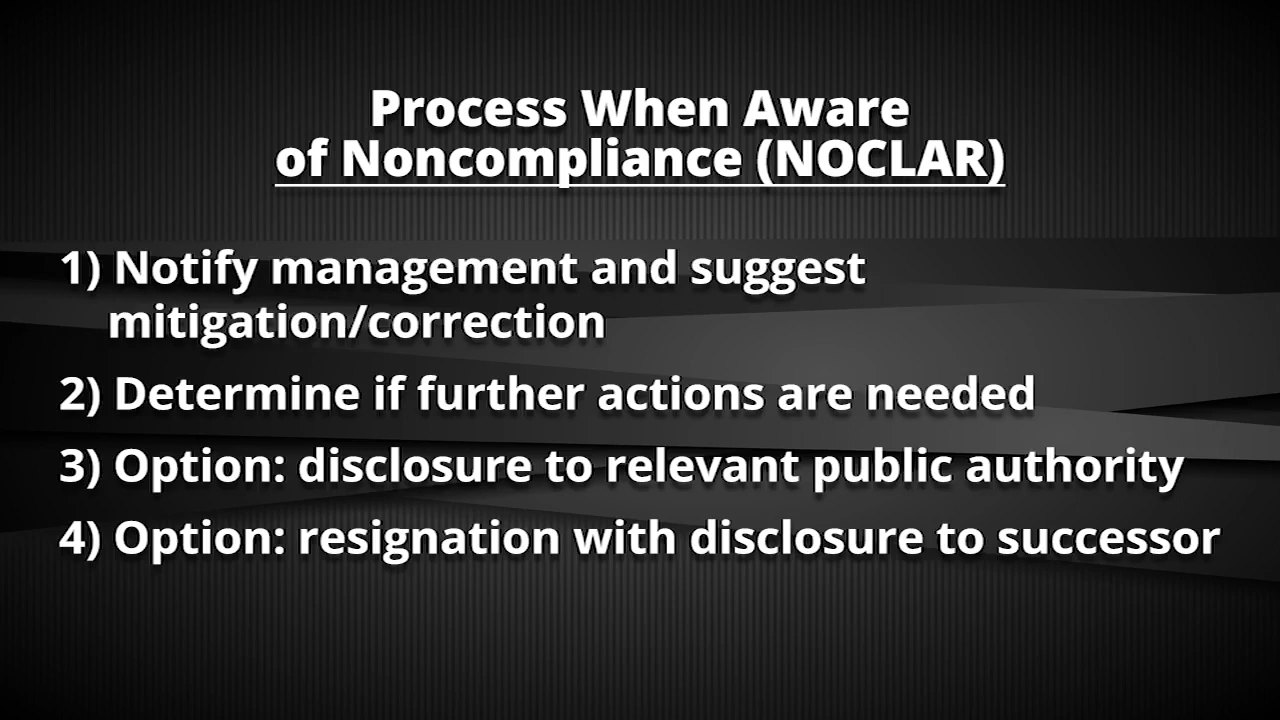 Process When Aware
of Noncompliance (NOCLAR)
1) Notify management and suggest
mitigation/correction
2) Determine if further actions are needed
3) Option: disclosure to relevant public authority
4) Option: resignation with disclosure to successor